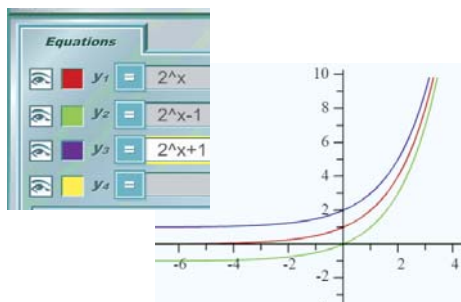 Equations
y₁ = 2^x
y₂ = 2^x-1
y₃ = 2^x+1
y₄ =
10
8
6
4
2
-6 -4 -2 0 2 4
-2